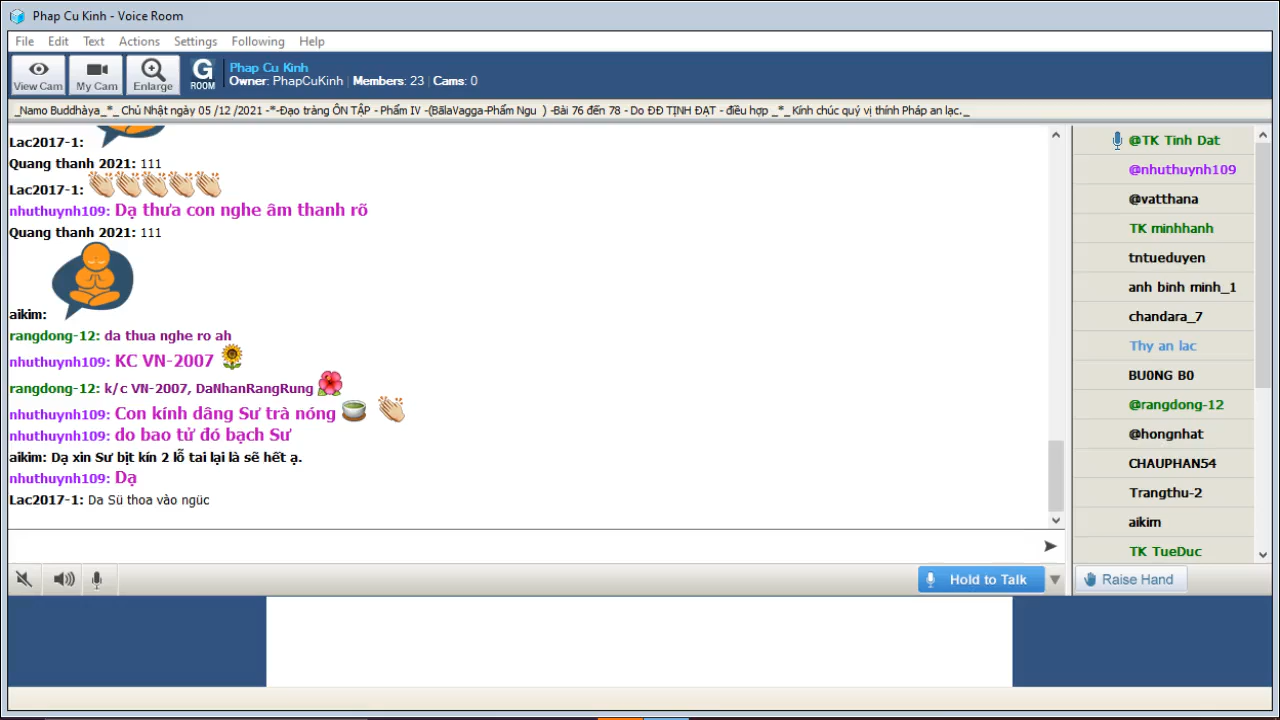 Phap Cu Kinh - Voice Room
File Edit Text Actions Settings Following Help
View Cam
My Cam
Enlarge
G
ROOM
Phap Cu Kinh
Owner: PhapCuKinh | Members: 23 | Cams: 0
_Namo Buddhàya_*_ Chủ Nhật ngày 05 /12 /2021 -*-Đạo tràng ÔN TẬP - Phẩm IV -(BālaVagga-Phẩm Ngu ) -Bài 76 đến 78 - Do ĐĐ TỊNH ĐẠT - điều hợp _*_ Kính chúc quý vị thính Pháp an lạc._
Lac2017-1:
Quang thanh 2021: 111
Lac2017-1:
nhuthuynh109: Dạ thưa con nghe âm thanh rõ
Quang thanh 2021: 111
aikim:
rangdong-12: da thua nghe ro ah
nhuthuynh109: KC VN-2007
rangdong-12: k/c VN-2007, DaNhanRangRung
nhuthuynh109: Con kính dâng Sư trà nóng
nhuthuynh109: do bao tử đó bạch Sư
aikim: Dạ xin Sư bịt kín 2 lỗ tai lại là sẽ hết ạ.
nhuthuynh109: Dạ
Lac2017-1: Da Sü thoa vào ngüc
@TK Tinh Dat
@nhuthuynh109
@vatthana
TK minhhanh
tntueduyen
anh binh minh_1
chandara_7
Thy an lac
BU0NG B0
@rangdong-12
@hongnhat
CHAUPHAN54
Trangthu-2
aikim
TK TueDuc
Hold to Talk
Raise Hand